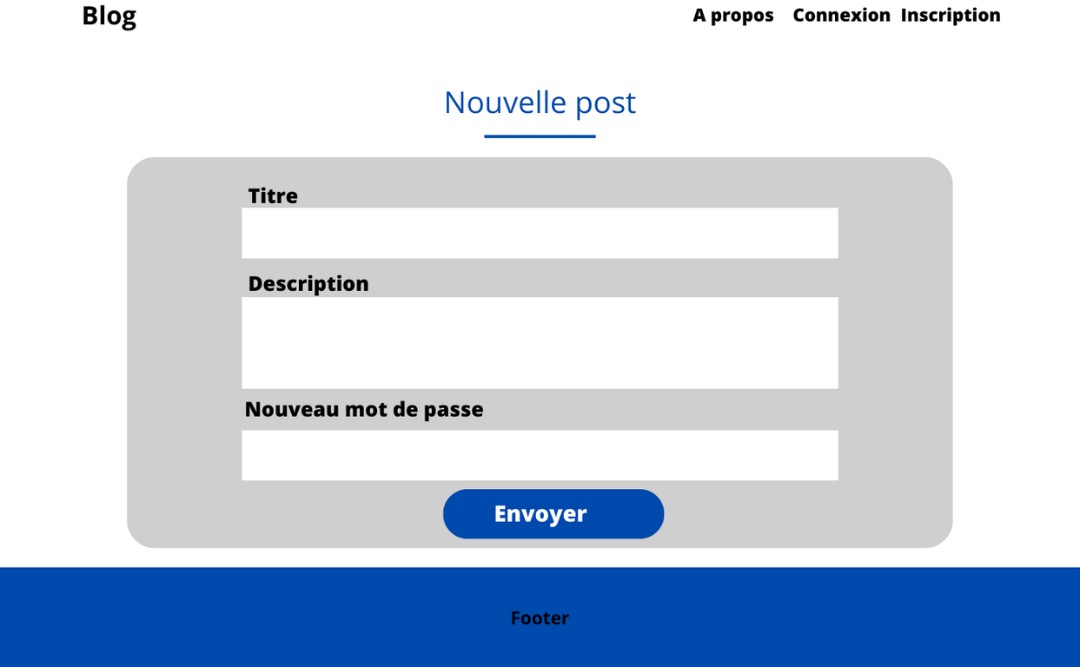 Blog A propos Connexion Inscription
Nouvelle post
Titre
Description
Nouveau mot de passe
Envoyer
Footer